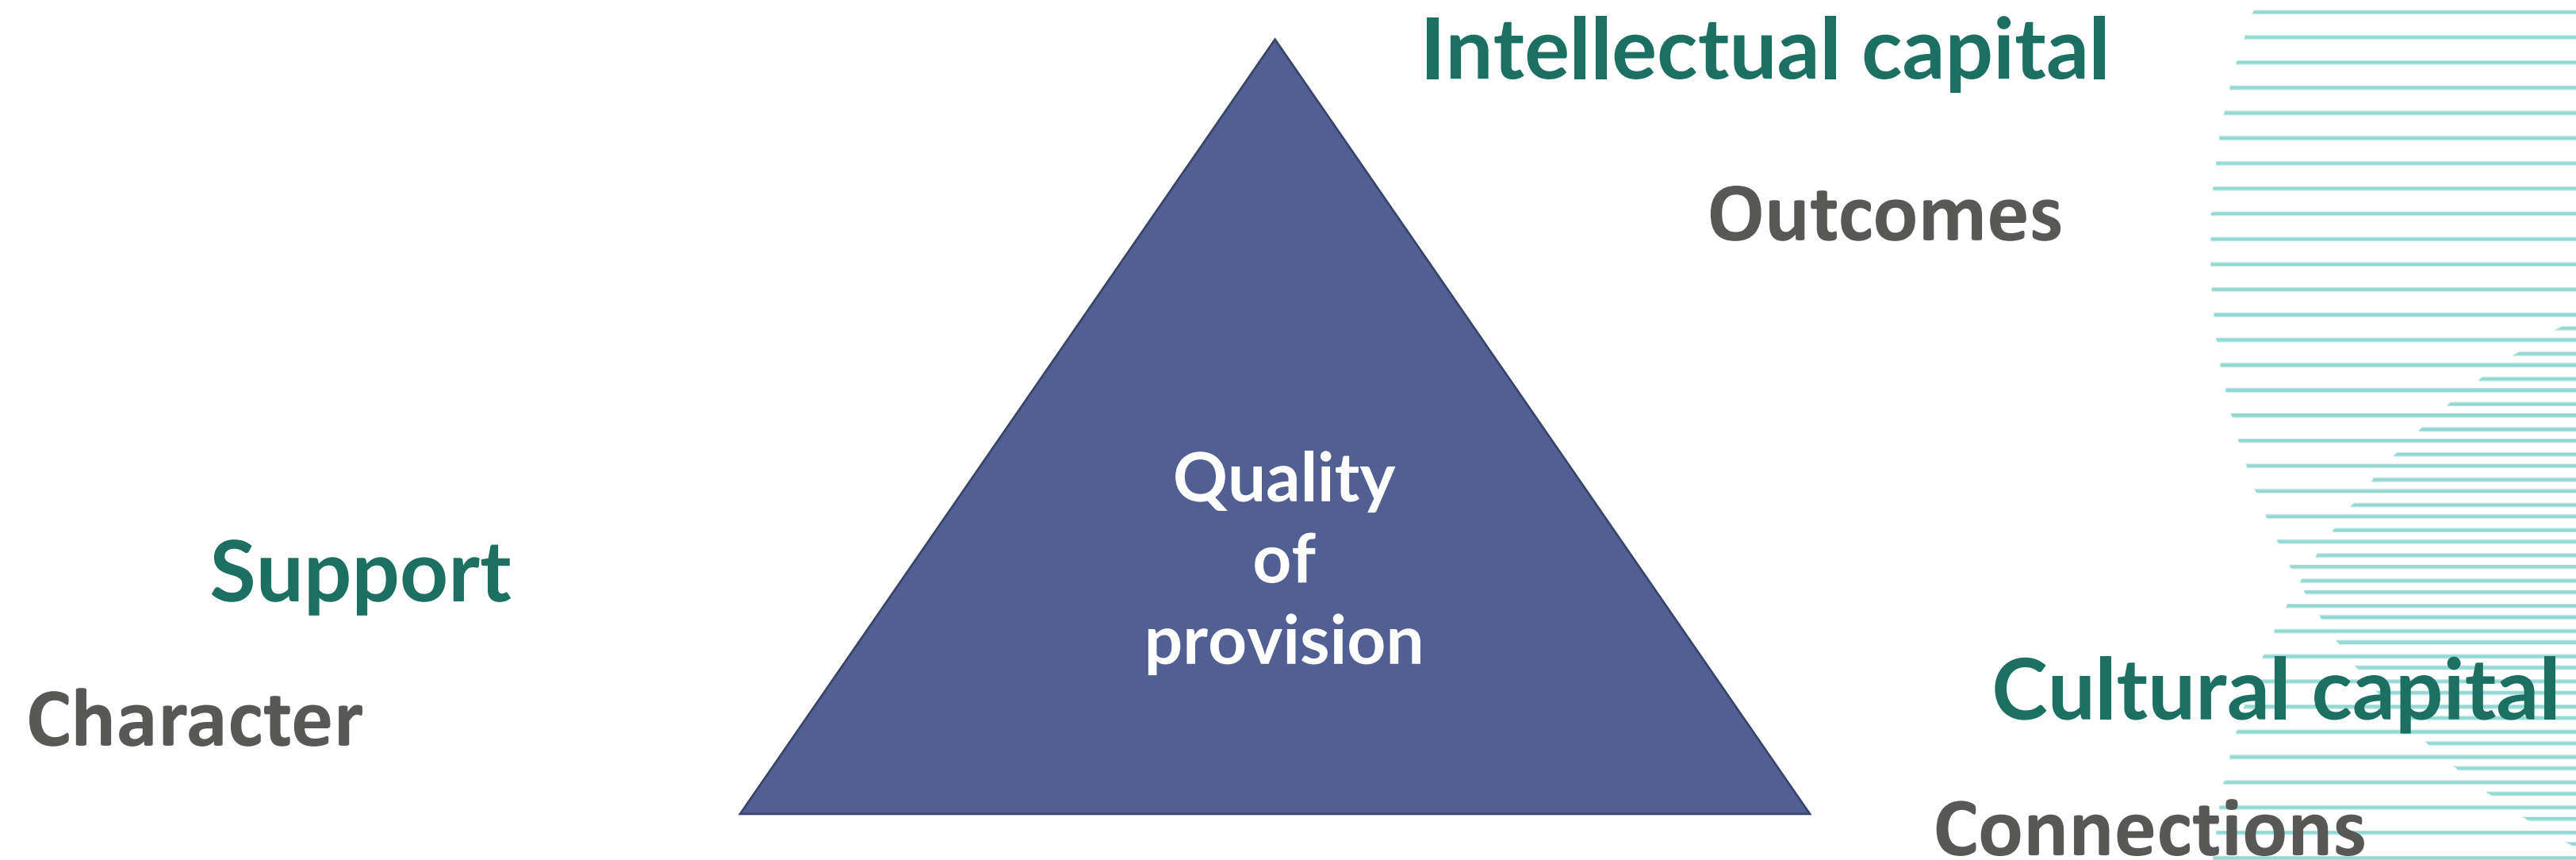 Intellectual capital
Outcomes
Quality
of
provision
Support
Character
Cultural capital
Connections